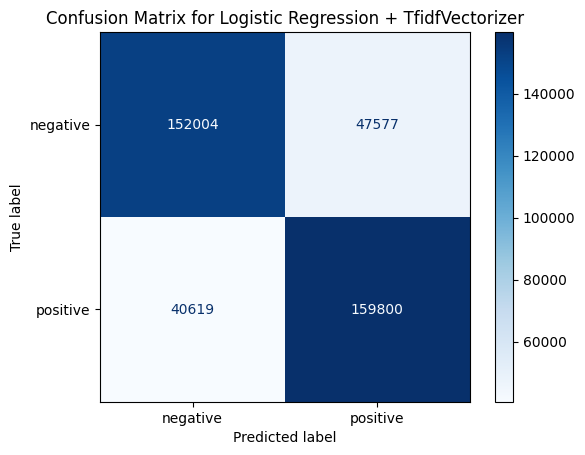 Confusion Matrix for Logistic Regression + TfidfVectorizer
True label
negative
positive
152004
47577
40619
159800
negative
positive
Predicted label
140000
120000
100000
80000
60000